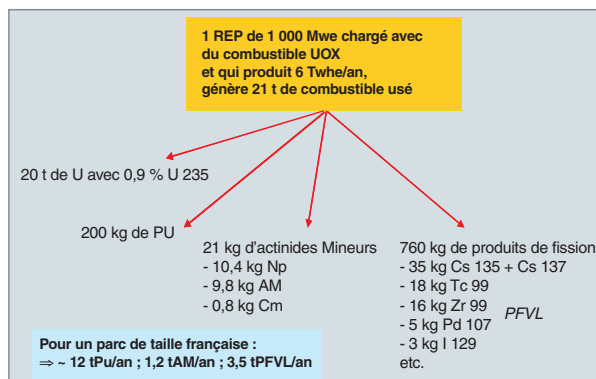 1 REP de 1 000 Mwe chargé avec
du combustible UOX
et qui produit 6 Twhe/an,
génère 21 t de combustible usé
20 t de U avec 0,9 % U 235
200 kg de PU
21 kg d'actinides Mineurs
- 10,4 kg Np
- 9,8 kg AM
- 0,8 kg Cm
760 kg de produits de fission
- 35 kg Cs 135 + Cs 137
- 18 kg Tc 99
- 16 kg Zr 99
- 5 kg Pd 107
- 3 kg I 129
etc.
PFVL
Pour un parc de taille française :
⇒ ~ 12 tPu/an ; 1,2 tAM/an ; 3,5 tPFVL/an